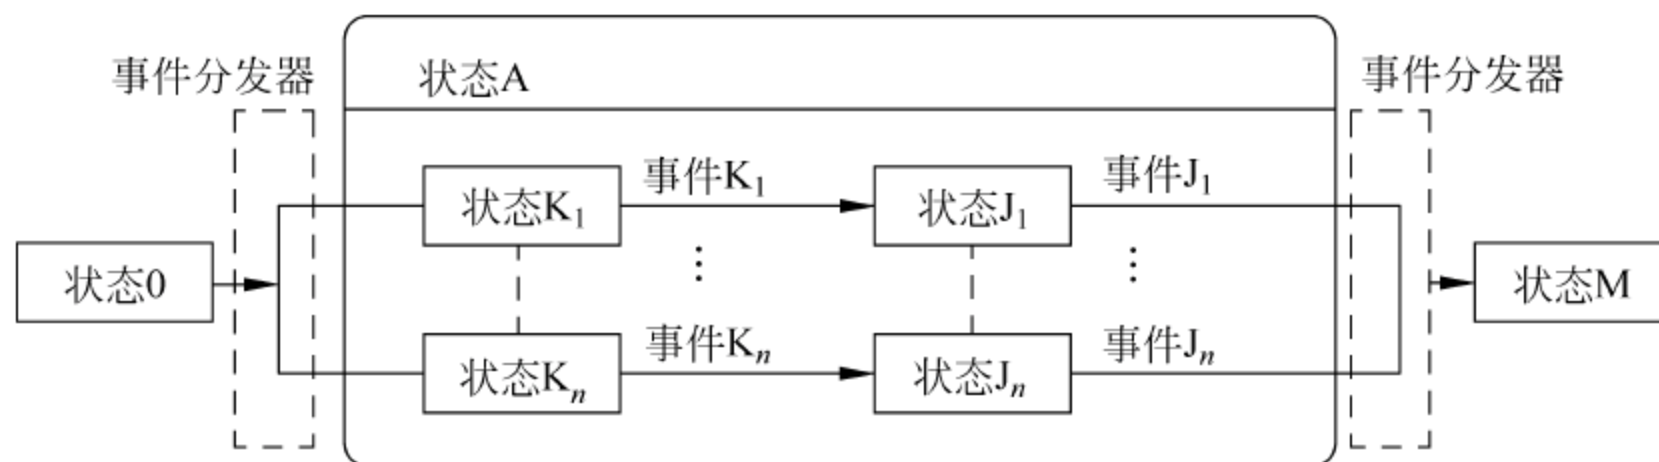 事件分发器
状态A
事件分发器
状态0
状态K₁
事件K₁
状态J₁
事件J₁
⋮
⋮
状态Kₙ
事件Kₙ
状态Jₙ
事件Jₙ
状态M